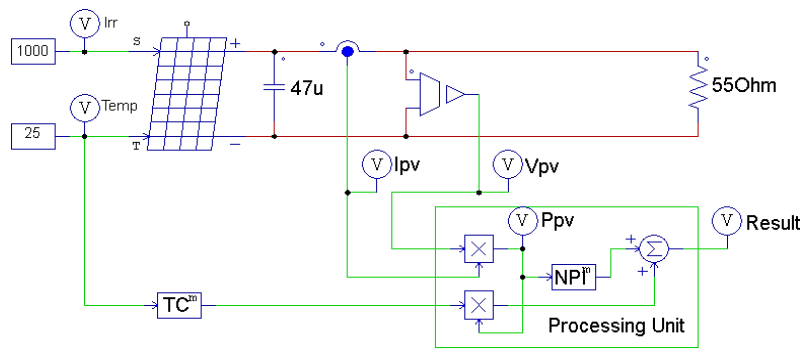 V Irr
1000
S
+
47u
55Ohm
V Temp
25
T
−
V Ipv
V Vpv
V Ppv
V Result
NPI m
+
Σ
+
TC m
Processing Unit